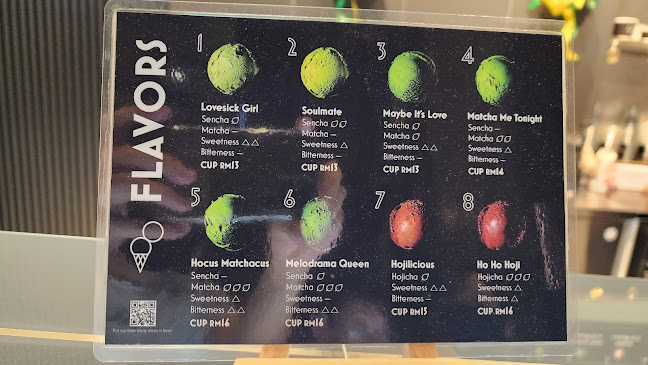 FLAVORS
1
Lovesick Girl
Sencha
Matcha –
Sweetness
Bitterness –
CUP RM13
2
Soulmate
Sencha
Matcha –
Sweetness
Bitterness –
CUP RM13
3
Maybe It's Love
Sencha
Matcha
Sweetness
Bitterness –
CUP RM13
4
Matcha Me Tonight
Sencha –
Matcha
Sweetness
Bitterness –
CUP RM14
5
Hocus Matchacus
Sencha –
Matcha
Sweetness
Bitterness
CUP RM16
6
Melodrama Queen
Sencha
Matcha
Sweetness –
Bitterness
CUP RM16
7
Hojilicious
Hojicha
Sweetness
Bitterness –
CUP RM15
8
Ho Ho Hoji
Hojicha
Sweetness
Bitterness
CUP RM16